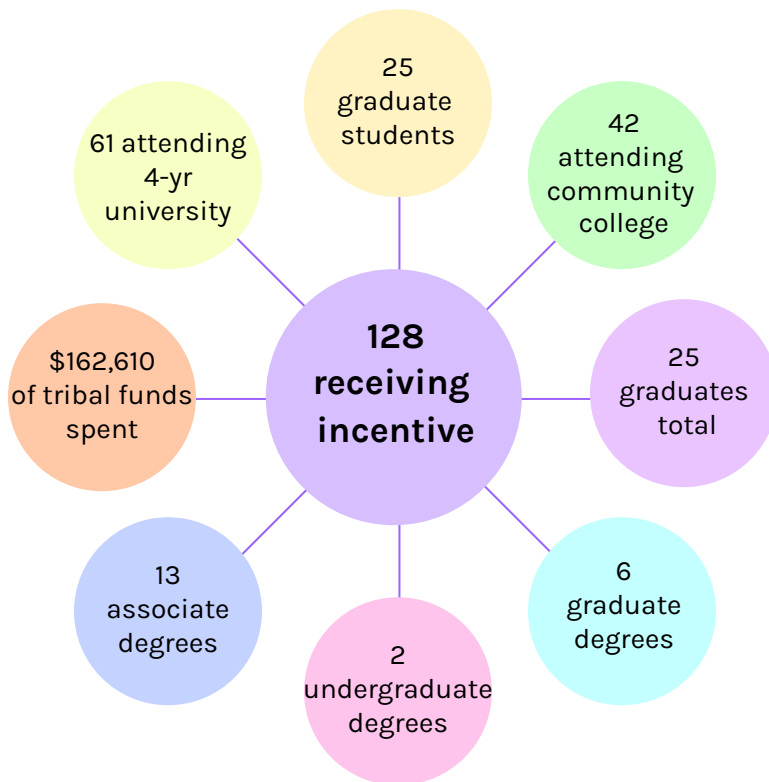 25
graduate
students
61 attending
4-yr
university
42
attending
community
college
128
receiving
incentive
$162,610
of tribal funds
spent
25
graduates
total
13
associate
degrees
2
undergraduate
degrees
6
graduate
degrees